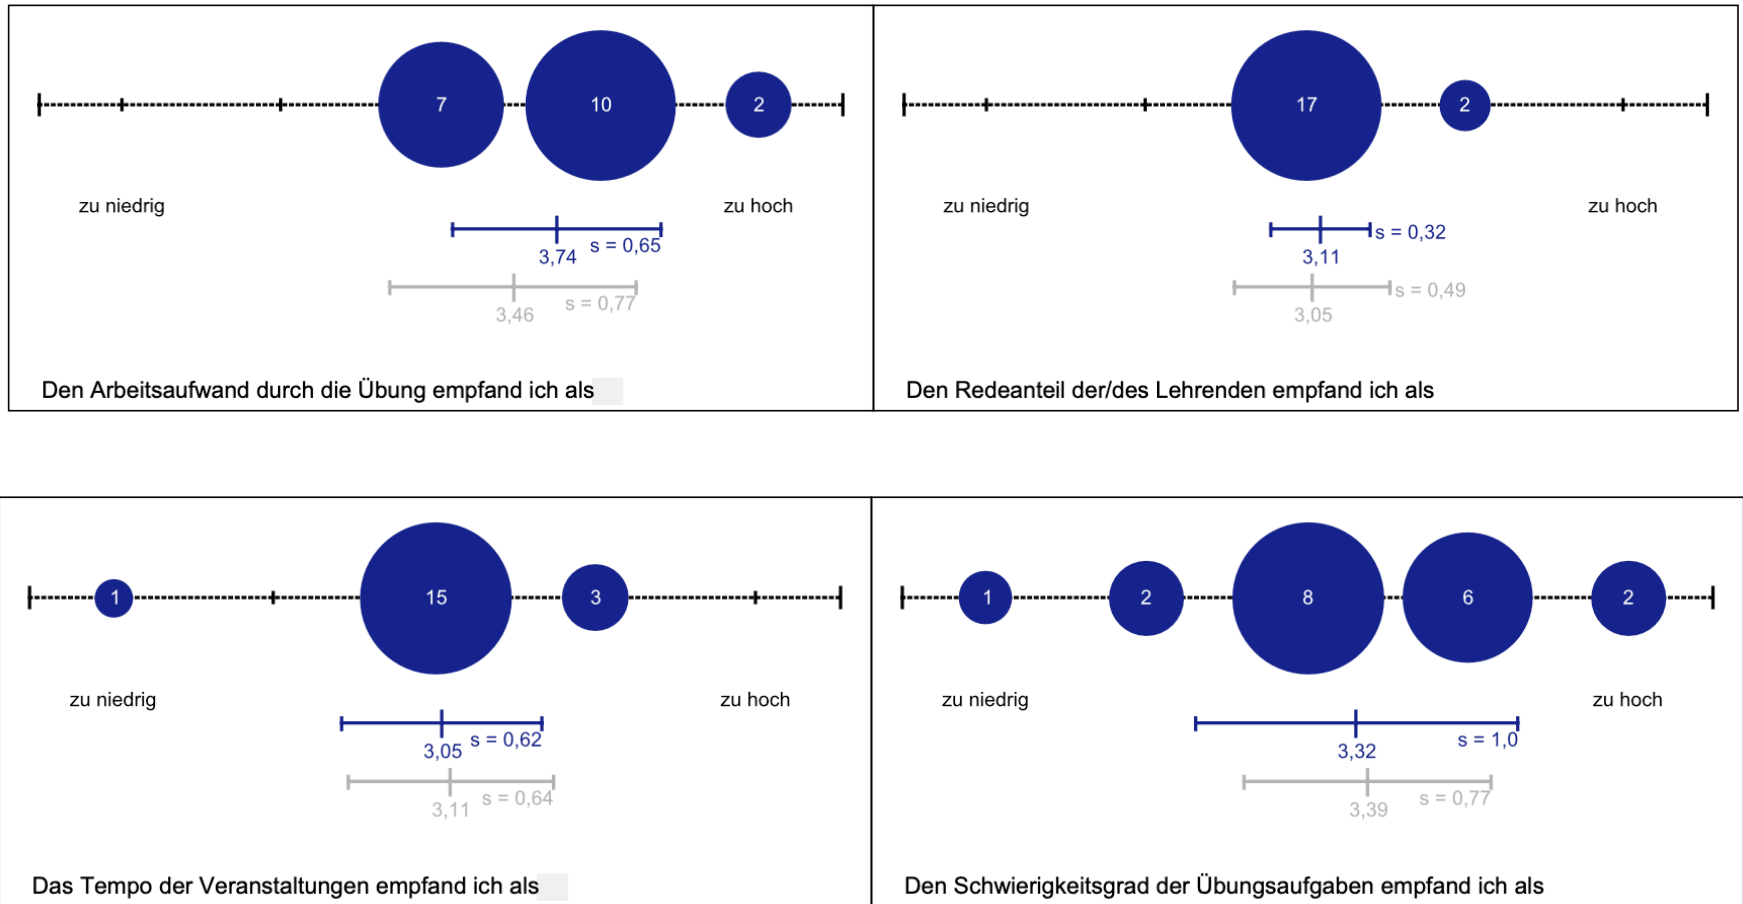 7 10 2
zu niedrig zu hoch
s = 0,65
3,74
s = 0,77
3,46
Den Arbeitsaufwand durch die Übung empfand ich als
17 2
zu niedrig zu hoch
s = 0,32
3,11
s = 0,49
3,05
Den Redeanteil der/des Lehrenden empfand ich als
1 15 3
zu niedrig zu hoch
s = 0,62
3,05
s = 0,64
3,11
Das Tempo der Veranstaltungen empfand ich als
1 2 8 6 2
zu niedrig zu hoch
s = 1,0
3,32
s = 0,77
3,39
Den Schwierigkeitsgrad der Übungsaufgaben empfand ich als